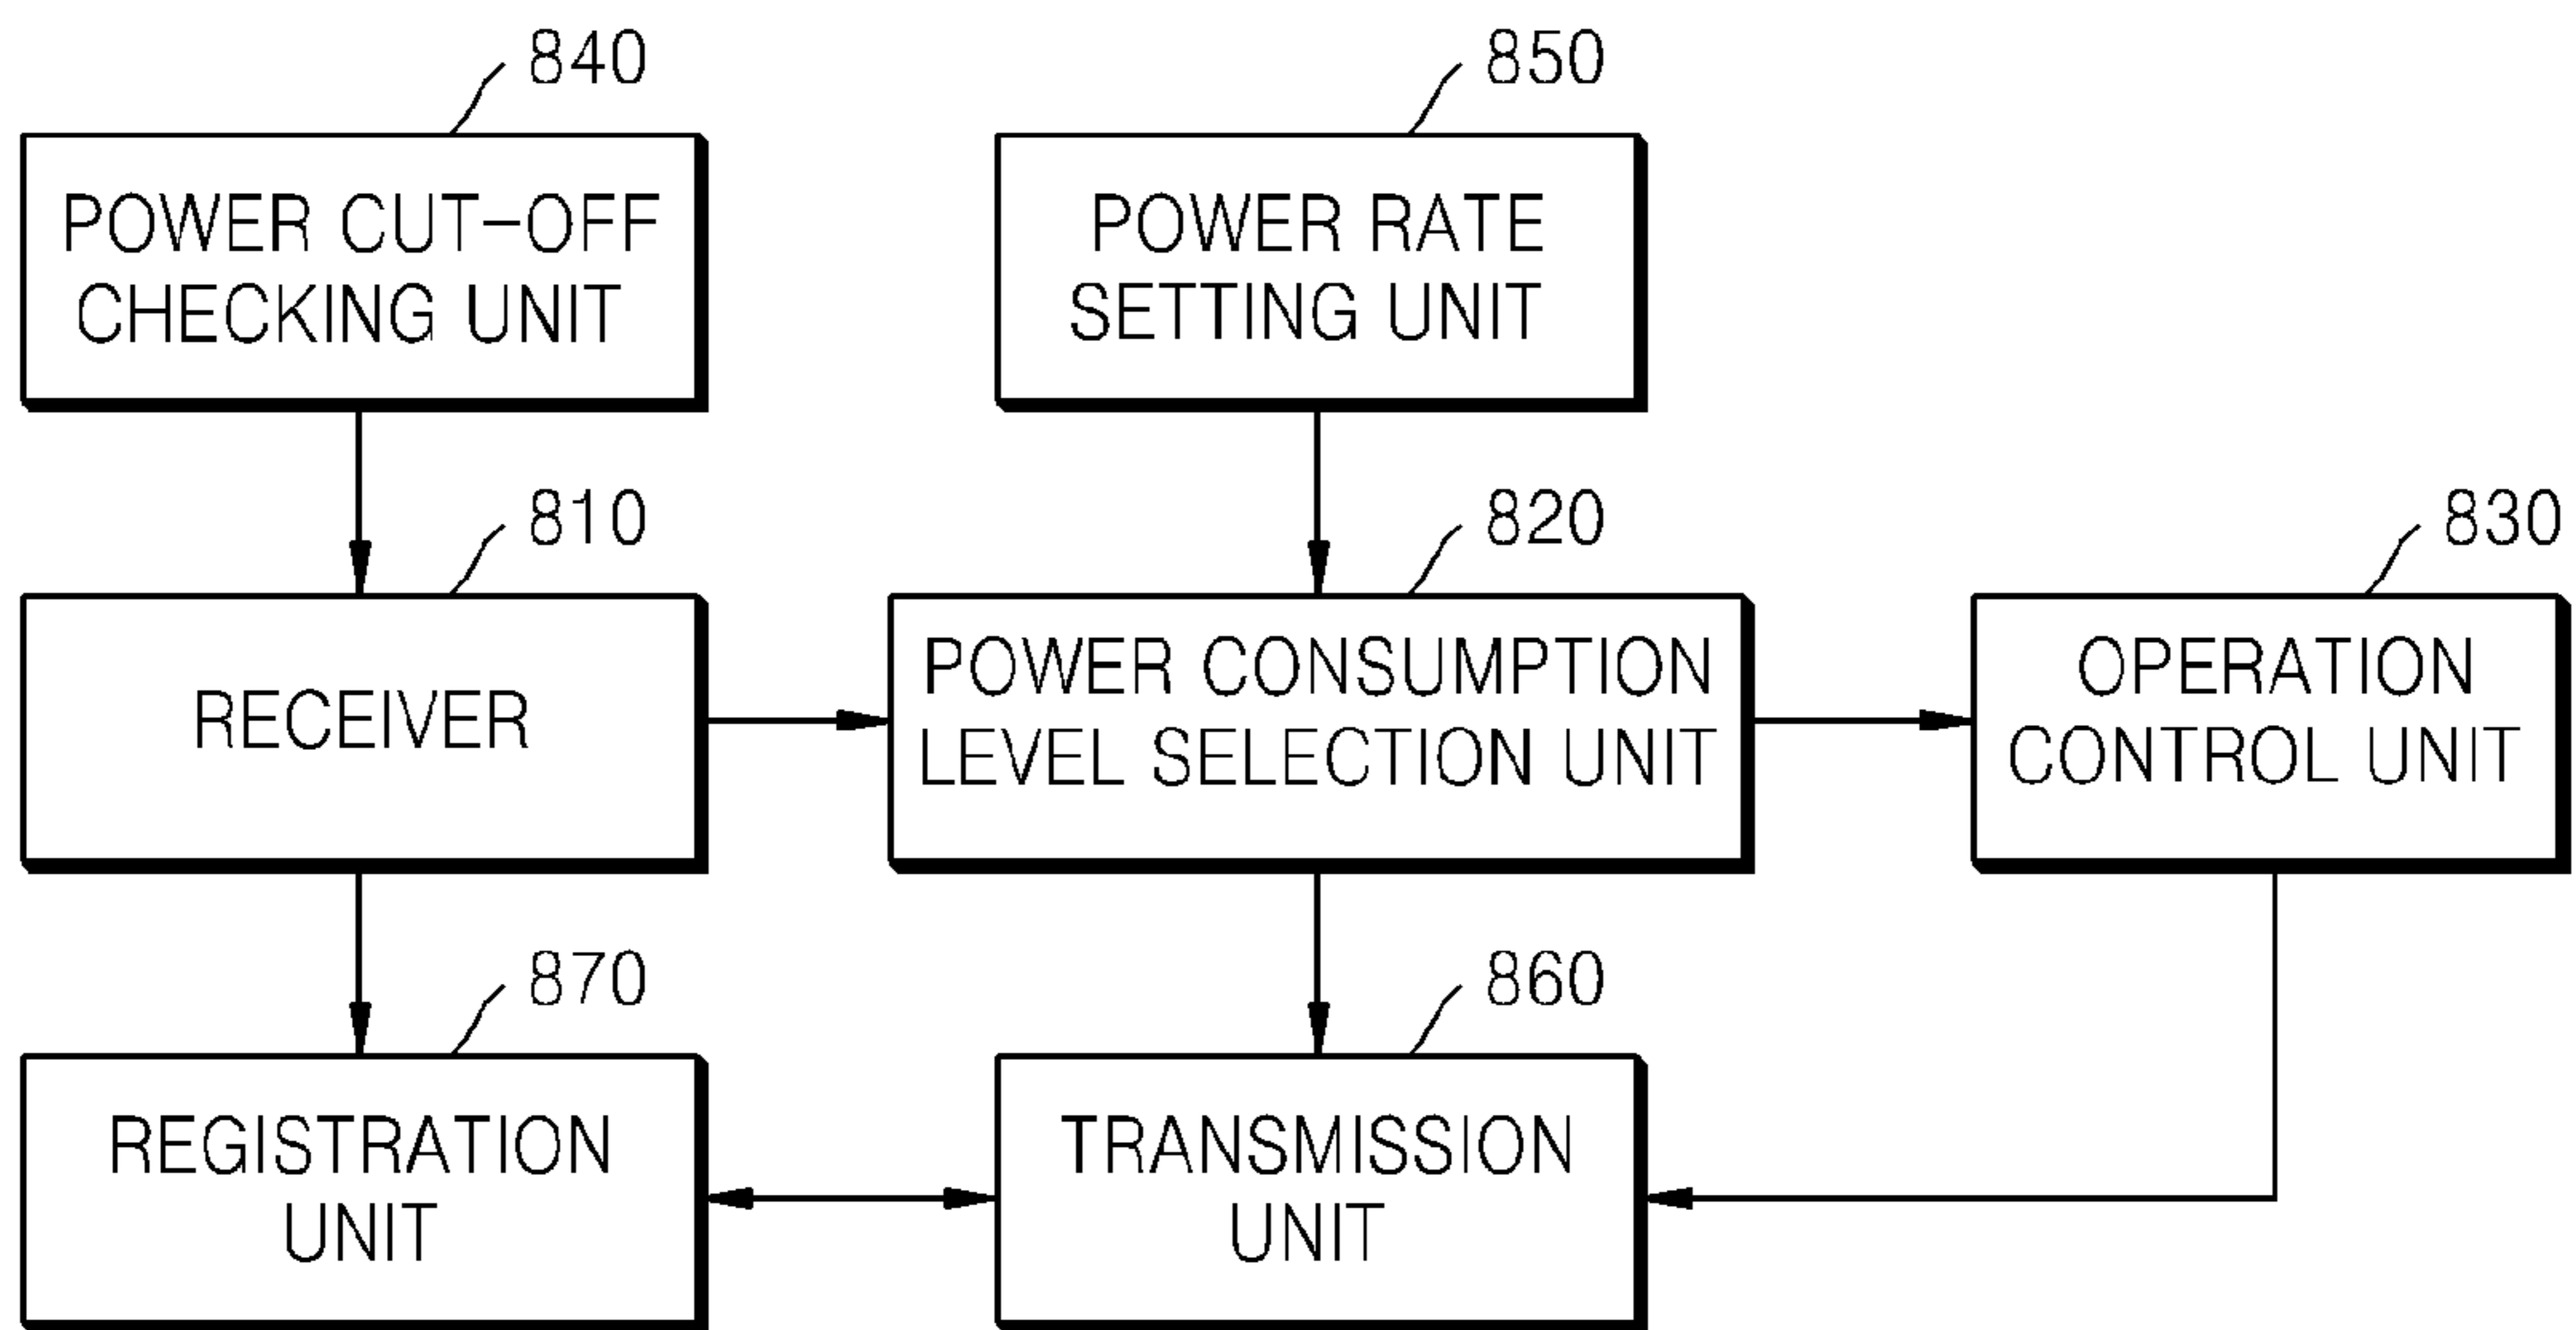 840
POWER CUT-OFF
CHECKING UNIT
850
POWER RATE
SETTING UNIT
810
RECEIVER
820
POWER CONSUMPTION
LEVEL SELECTION UNIT
830
OPERATION
CONTROL UNIT
870
REGISTRATION
UNIT
860
TRANSMISSION
UNIT